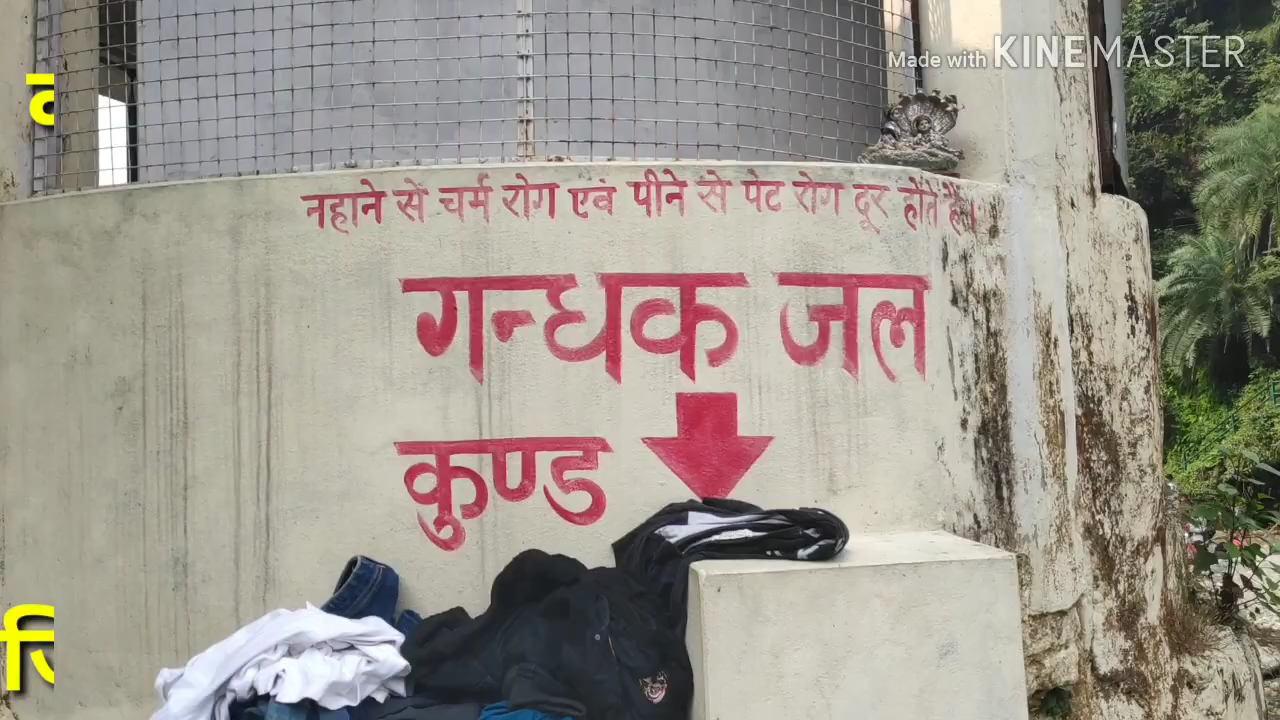 Made with KINEMASTER
नहाने से चर्म रोग एवं पीने से पेट रोग दूर होते है।
गन्धक जल
कुण्ड